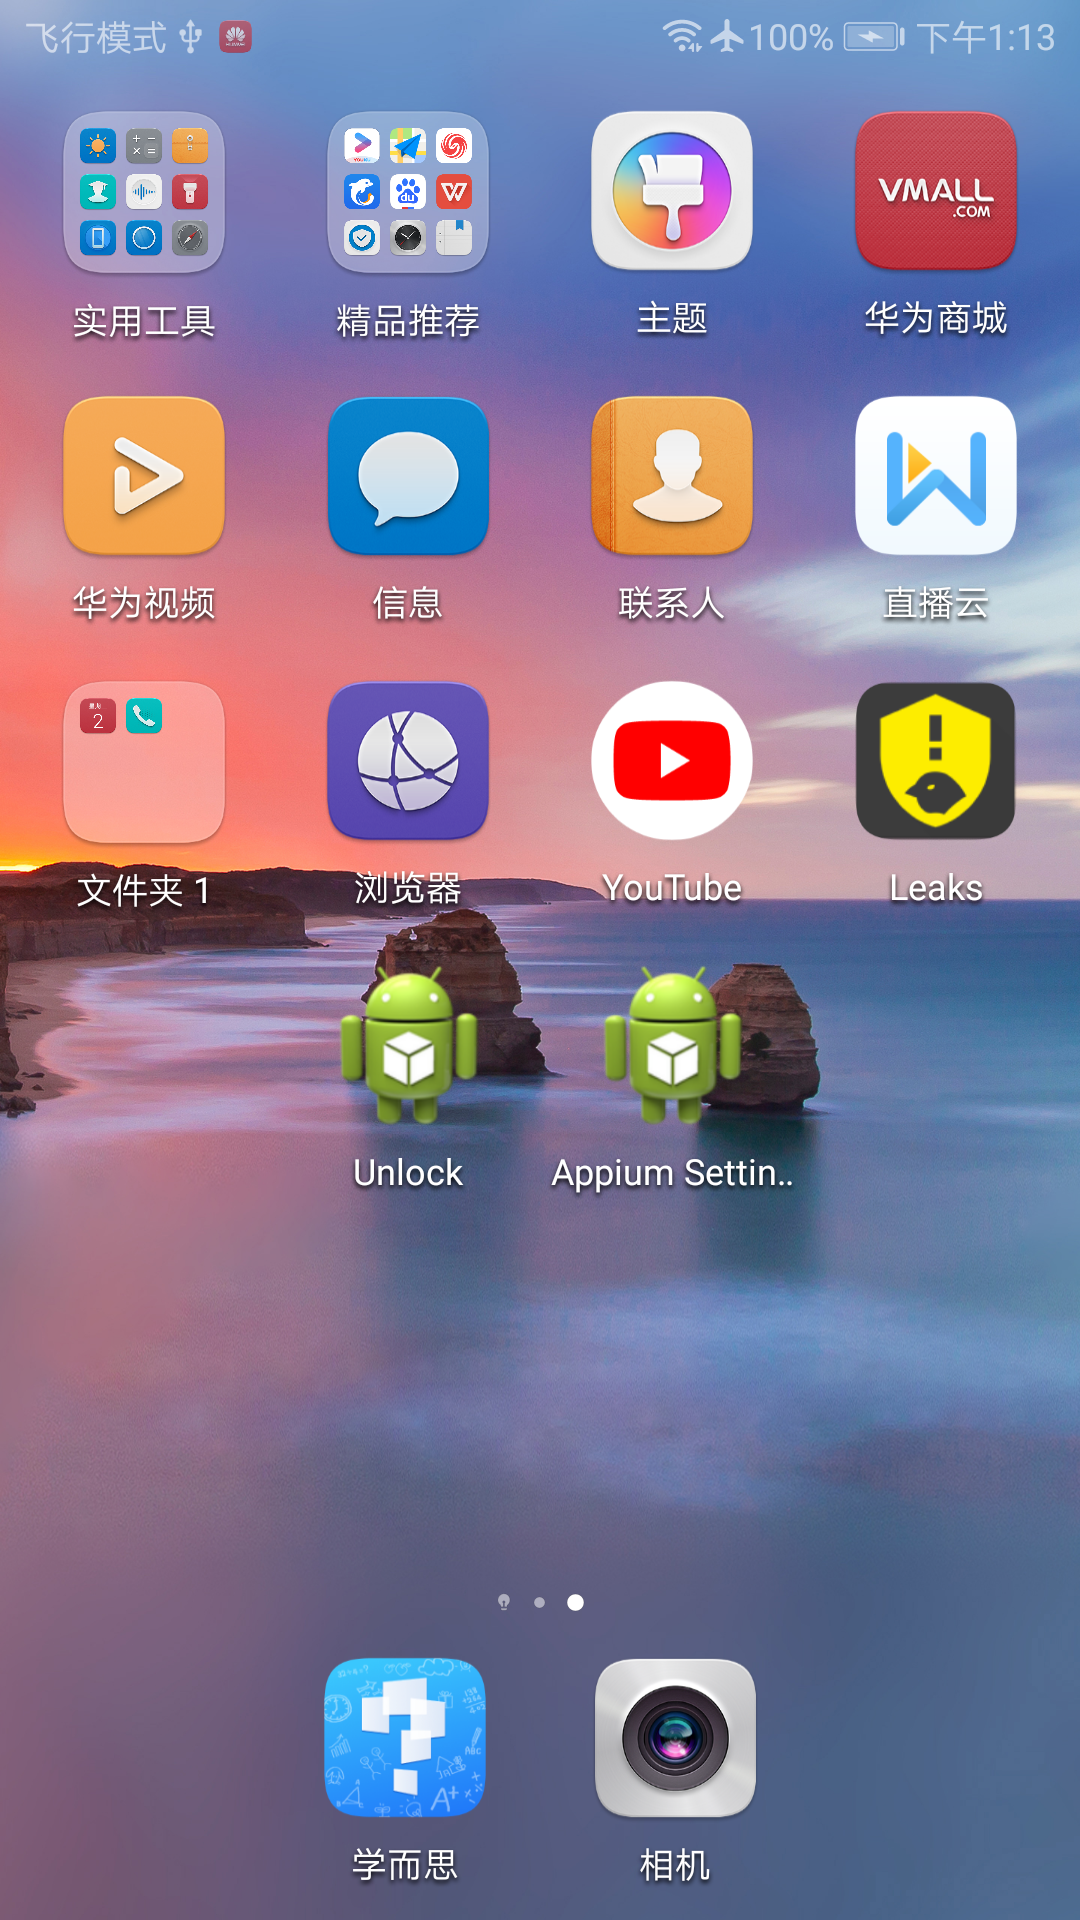 飞行模式 100% 下午1:13
VMALL
.COM
实用工具 精品推荐 主题 华为商城
华为视频 信息 联系人 直播云
2
文件夹 1 浏览器 YouTube Leaks
Unlock Appium Settin..
学而思 相机